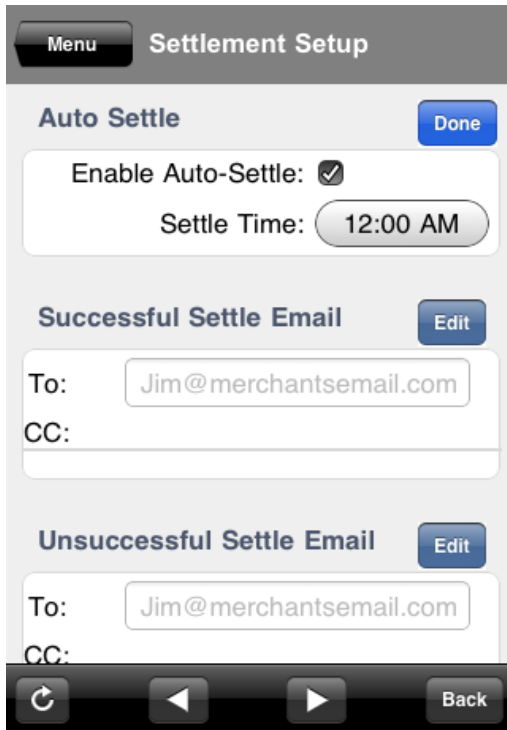 Menu Settlement Setup
Auto Settle Done
Enable Auto-Settle:
Settle Time: 12:00 AM
Successful Settle Email Edit
To: Jim@merchantsemail.com
CC:
Unsuccessful Settle Email Edit
To: Jim@merchantsemail.com
CC:
Back